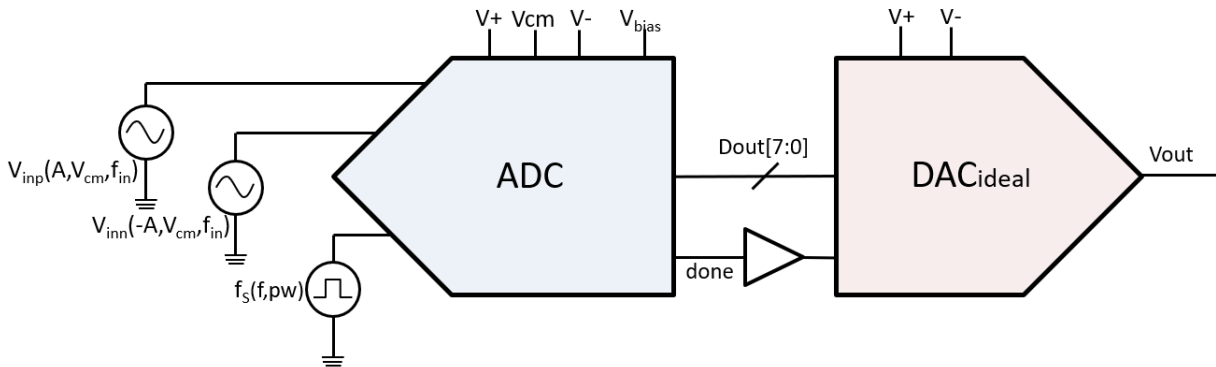 V+ Vcm V- Vbias
V+ V-
Vinp(A,Vcm,fin)
Vinn(-A,Vcm,fin)
fS(f,pw)
ADC
Dout[7:0]
done
DACideal
Vout